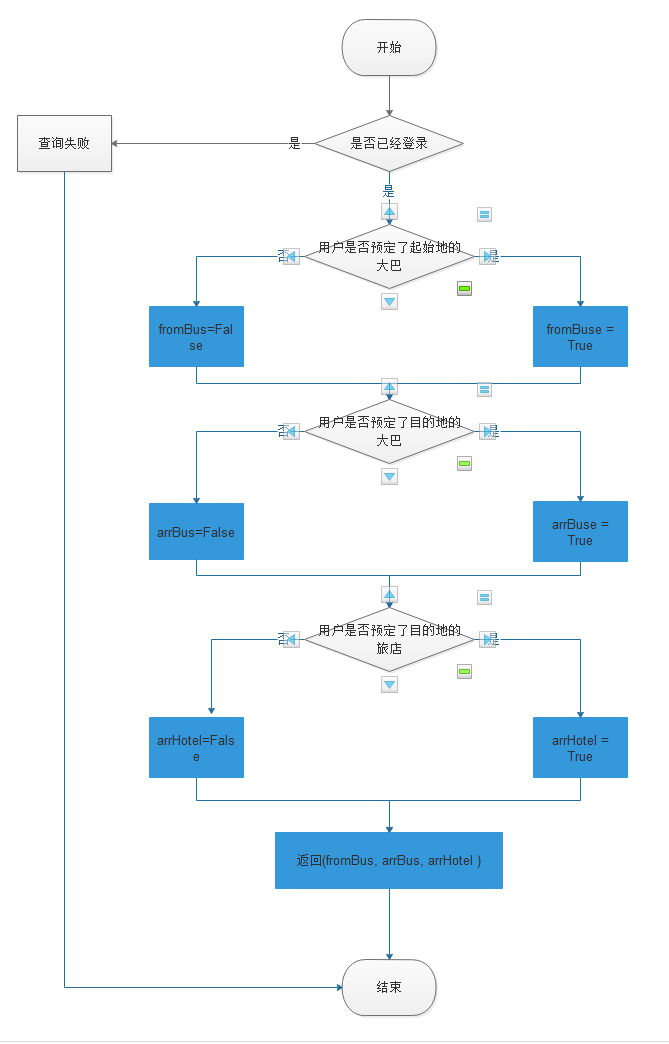 开始
是否已经登录
是
查询失败
是
用户是否预定了起始地的
大巴
否
是
fromBus=Fal
se
fromBuse =
True
用户是否预定了目的地的
大巴
否
是
arrBus=False
arrBuse =
True
用户是否预定了目的地的
旅店
否
是
arrHotel=Fals
e
arrHotel =
True
返回(fromBus, arrBus, arrHotel )
结束